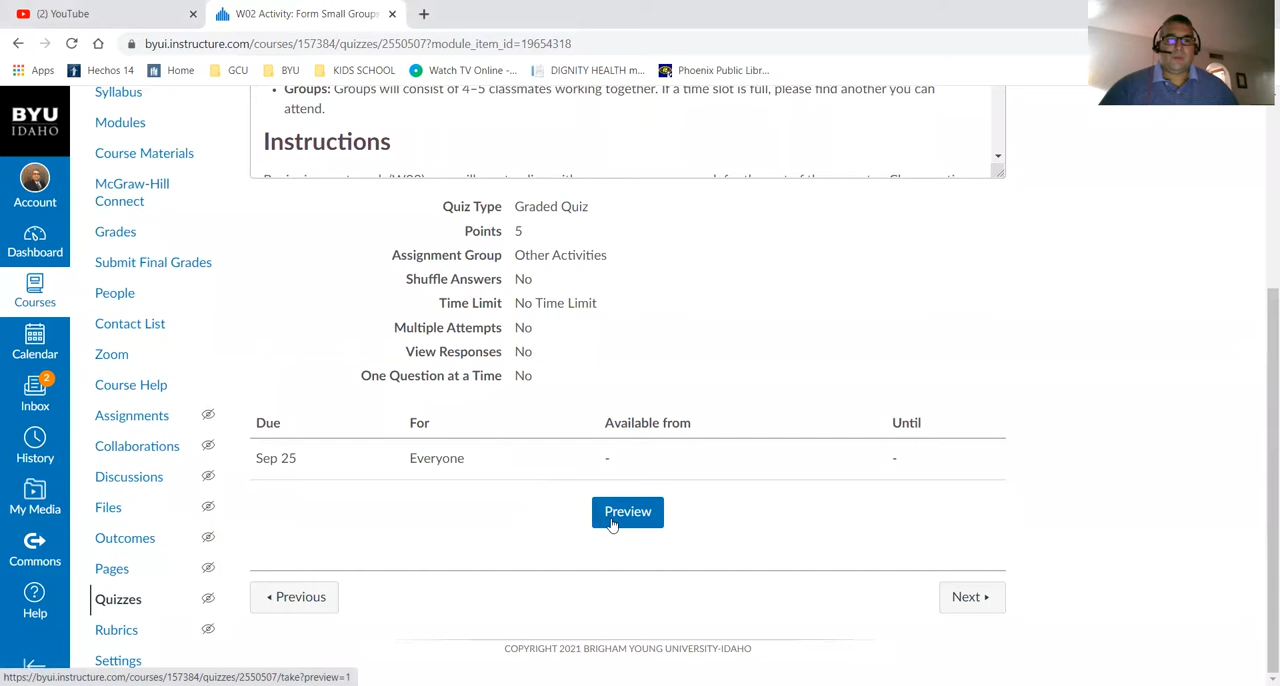 (2) YouTube
W02 Activity: Form Small Groups
byui.instructure.com/courses/157384/quizzes/2550507?module_item_id=19654318
Apps
Hechos 14
Home
GCU
BYU
KIDS SCHOOL
Watch TV Online -...
DIGNITY HEALTH m...
Phoenix Public Libr...
BYU
IDAHO
Account
Dashboard
Courses
Calendar
2
Inbox
History
My Media
Commons
Help
Syllabus
Modules
Course Materials
McGraw-Hill
Connect
Grades
Submit Final Grades
People
Contact List
Zoom
Course Help
Assignments
Collaborations
Discussions
Files
Outcomes
Pages
Quizzes
Rubrics
Settings
• Groups: Groups will consist of 4–5 classmates working together. If a time slot is full, please find another you can
attend.
Instructions
Quiz Type Graded Quiz
Points 5
Assignment Group Other Activities
Shuffle Answers No
Time Limit No Time Limit
Multiple Attempts No
View Responses No
One Question at a Time No
Due For Available from Until
Sep 25 Everyone - -
Preview
Previous
Next
COPYRIGHT 2021 BRIGHAM YOUNG UNIVERSITY-IDAHO
https://byui.instructure.com/courses/157384/quizzes/2550507/take?preview=1